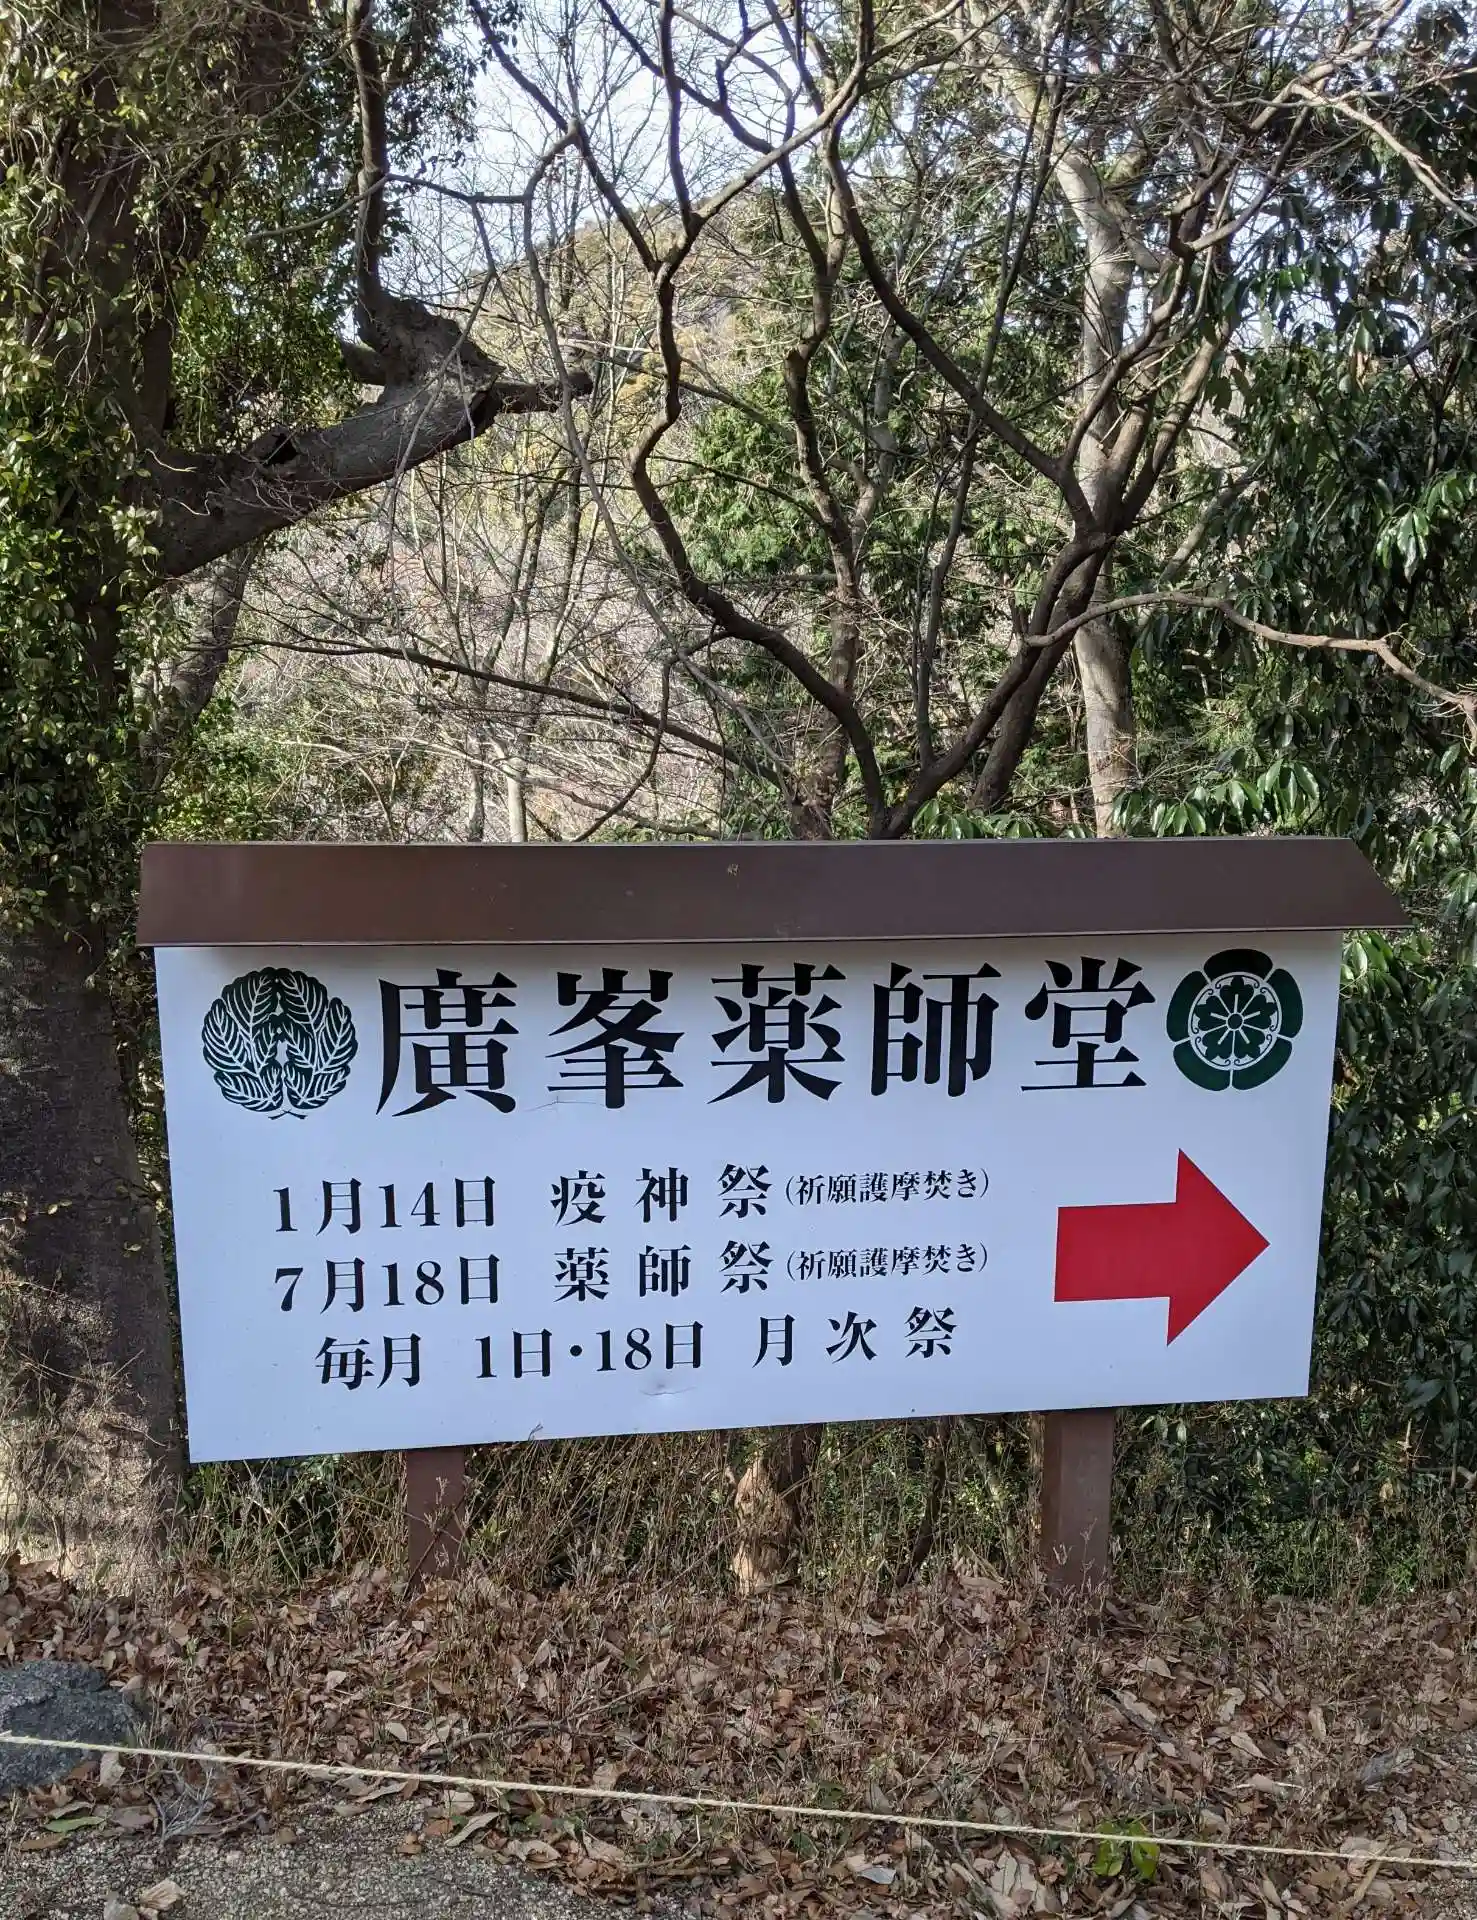 廣峯薬師堂
1月14日 疫神祭(祈願護摩焚き)
7月18日 薬師祭(祈願護摩焚き)
毎月 1日・18日 月次祭